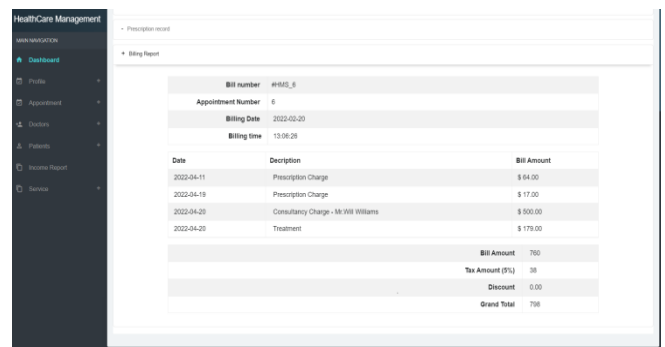 HealthCare Management
MAIN NAVIGATION
Dashboard
Profile
Appointment
Doctors
Patients
Income Report
Service
- Prescription record
+ Billing Report
Bill number #HMS_6
Appointment Number 6
Billing Date 2022-02-20
Billing time 13:06:26
Date Decription Bill Amount
2022-04-11 Prescription Charge $ 64.00
2022-04-19 Prescription Charge $ 17.00
2022-04-20 Consultancy Charge - Mr.Will Williams $ 500.00
2022-04-20 Treatment $ 179.00
Bill Amount 760
Tax Amount (5%) 38
Discount 0.00
Grand Total 798